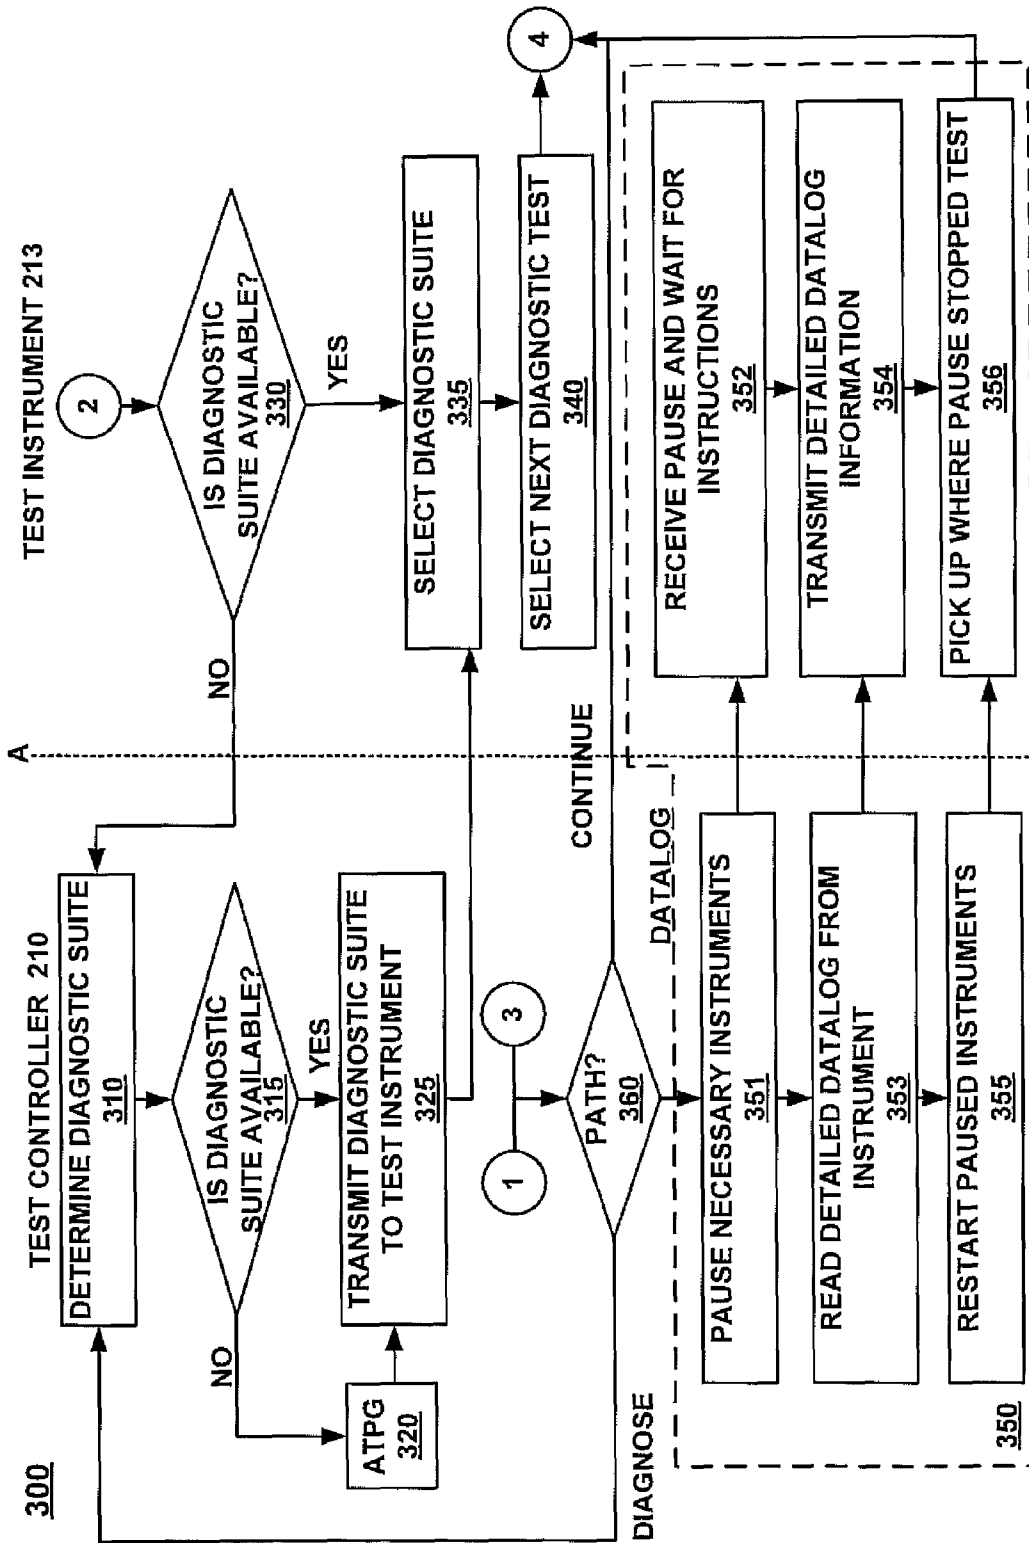 300
TEST CONTROLLER 210
DETERMINE DIAGNOSTIC SUITE
310
IS DIAGNOSTIC
SUITE AVAILABLE?
315
NO
YES
ATPG
320
TRANSMIT DIAGNOSTIC SUITE
TO TEST INSTRUMENT
325
1
3
PATH?
360
DIAGNOSE
CONTINUE
DATALOG
PAUSE NECESSARY INSTRUMENTS
351
READ DETAILED DATALOG FROM
INSTRUMENT
353
RESTART PAUSED INSTRUMENTS
355
350
A
TEST INSTRUMENT 213
2
IS DIAGNOSTIC
SUITE AVAILABLE?
330
NO
YES
SELECT DIAGNOSTIC SUITE
335
SELECT NEXT DIAGNOSTIC TEST
340
4
RECEIVE PAUSE AND WAIT FOR
INSTRUCTIONS
352
TRANSMIT DETAILED DATALOG
INFORMATION
354
PICK UP WHERE PAUSE STOPPED TEST
356